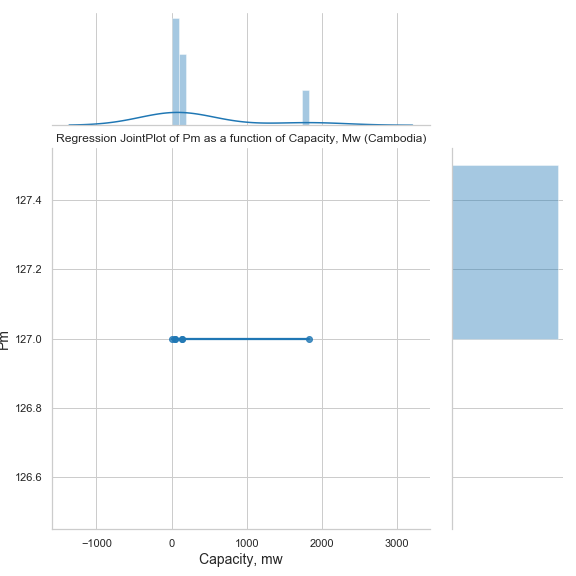 Regression JointPlot of Pm as a function of Capacity, Mw (Cambodia)
127.4
127.2
127.0
126.8
126.6
Pm
−1000 0 1000 2000 3000
Capacity, mw